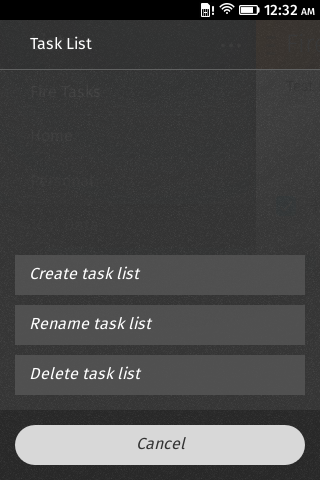 12:32 AM
Task List
Fire Tasks
Home
Personal
Create task list
Rename task list
Delete task list
Cancel